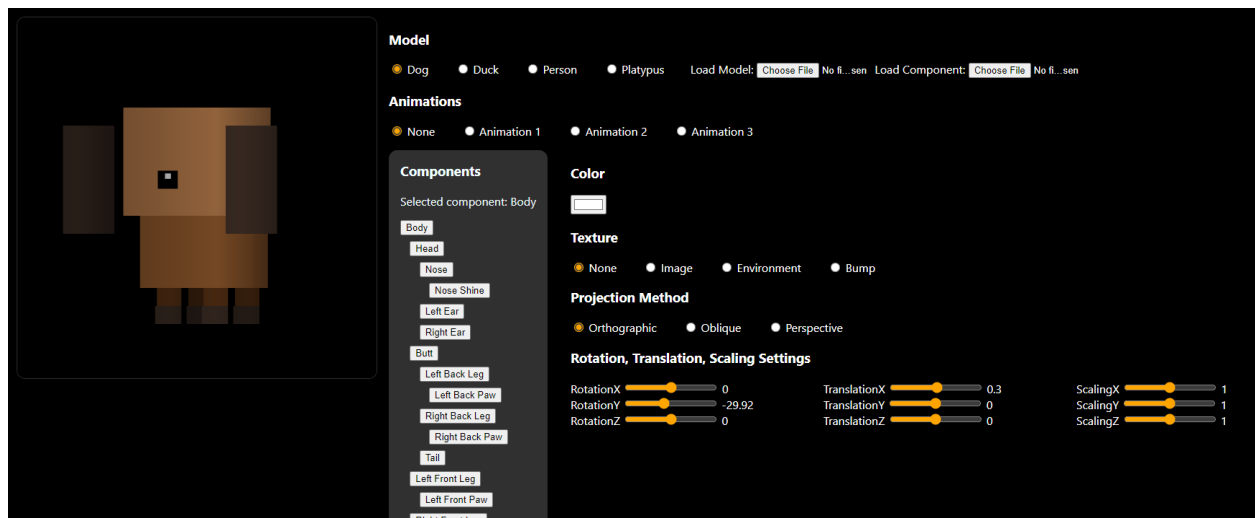 Model
Dog Duck Person Platypus Load Model: Choose File No fi...sen Load Component: Choose File No fi...sen
Animations
None Animation 1 Animation 2 Animation 3
Components
Selected component: Body
Body
Head
Nose
Nose Shine
Left Ear
Right Ear
Butt
Left Back Leg
Left Back Paw
Right Back Leg
Right Back Paw
Tail
Left Front Leg
Left Front Paw
Color
Texture
None Image Environment Bump
Projection Method
Orthographic Oblique Perspective
Rotation, Translation, Scaling Settings
RotationX 0 TranslationX 0.3 ScalingX 1
RotationY -29.92 TranslationY 0 ScalingY 1
RotationZ 0 TranslationZ 0 ScalingZ 1